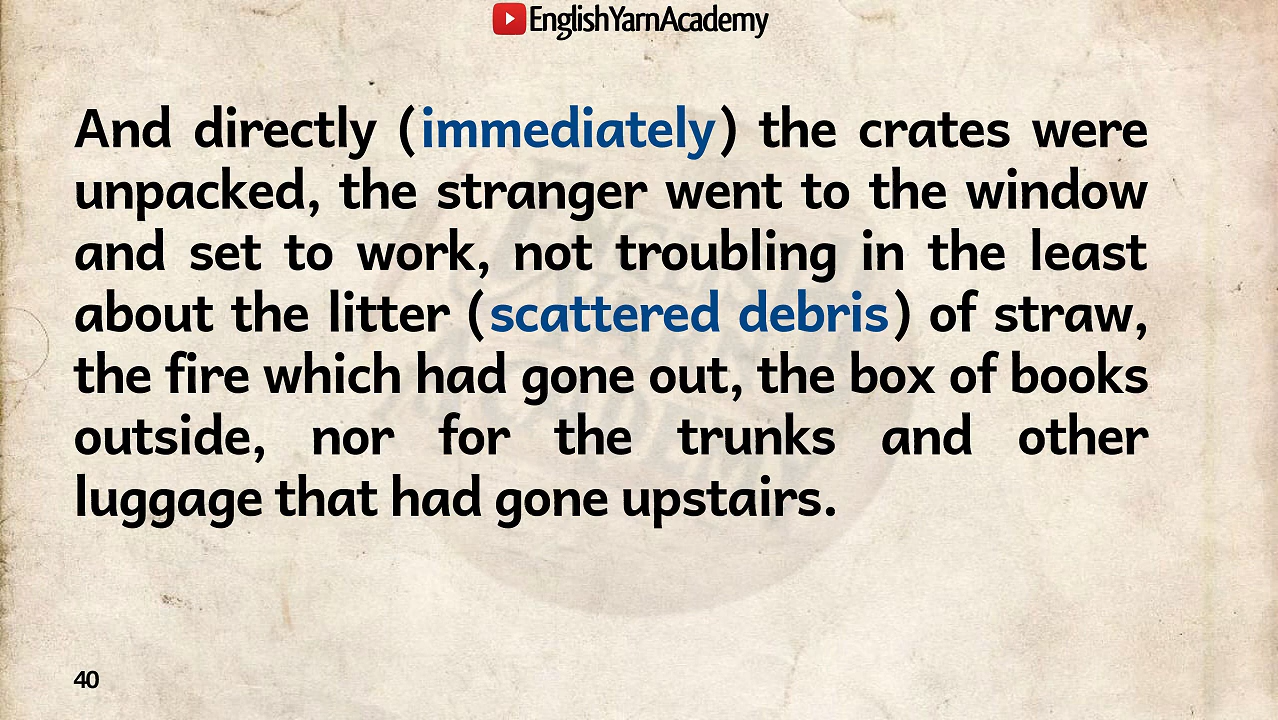 EnglishYarnAcademy
And directly (immediately) the crates were
unpacked, the stranger went to the window
and set to work, not troubling in the least
about the litter (scattered debris) of straw,
the fire which had gone out, the box of books
outside, nor for the trunks and other
luggage that had gone upstairs.
40